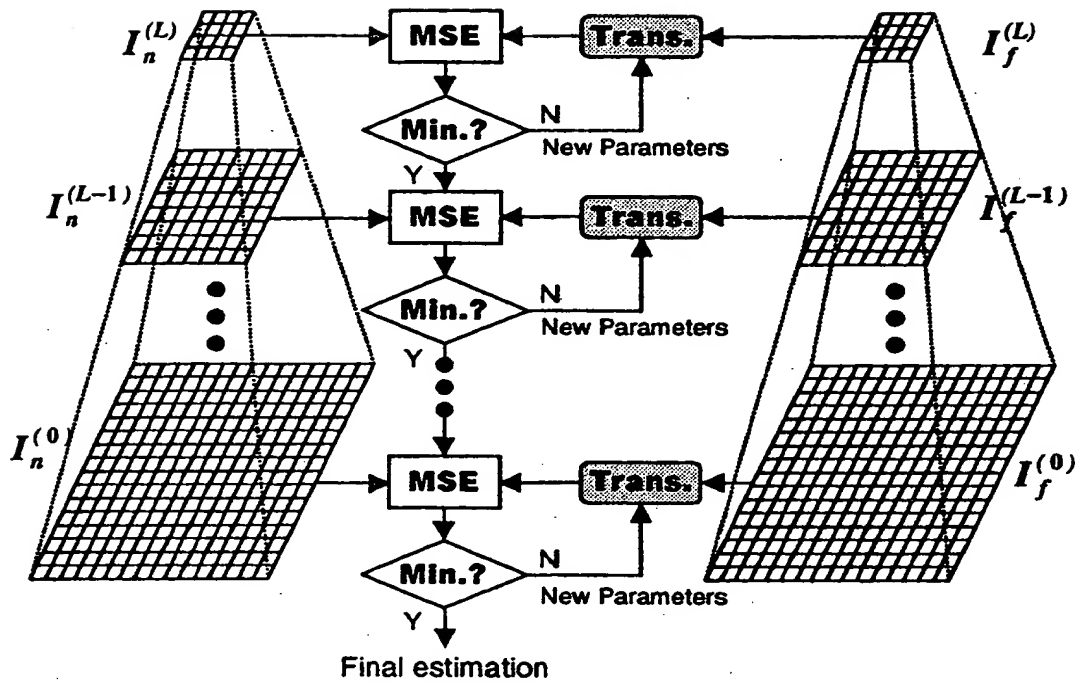 I_n^(L)
MSE
Trans.
I_f^(L)
Min.?
N
New Parameters
Y
I_n^(L-1)
MSE
Trans.
I_f^(L-1)
Min.?
N
New Parameters
Y
I_n^(0)
MSE
Trans.
I_f^(0)
Min.?
N
New Parameters
Y
Final estimation